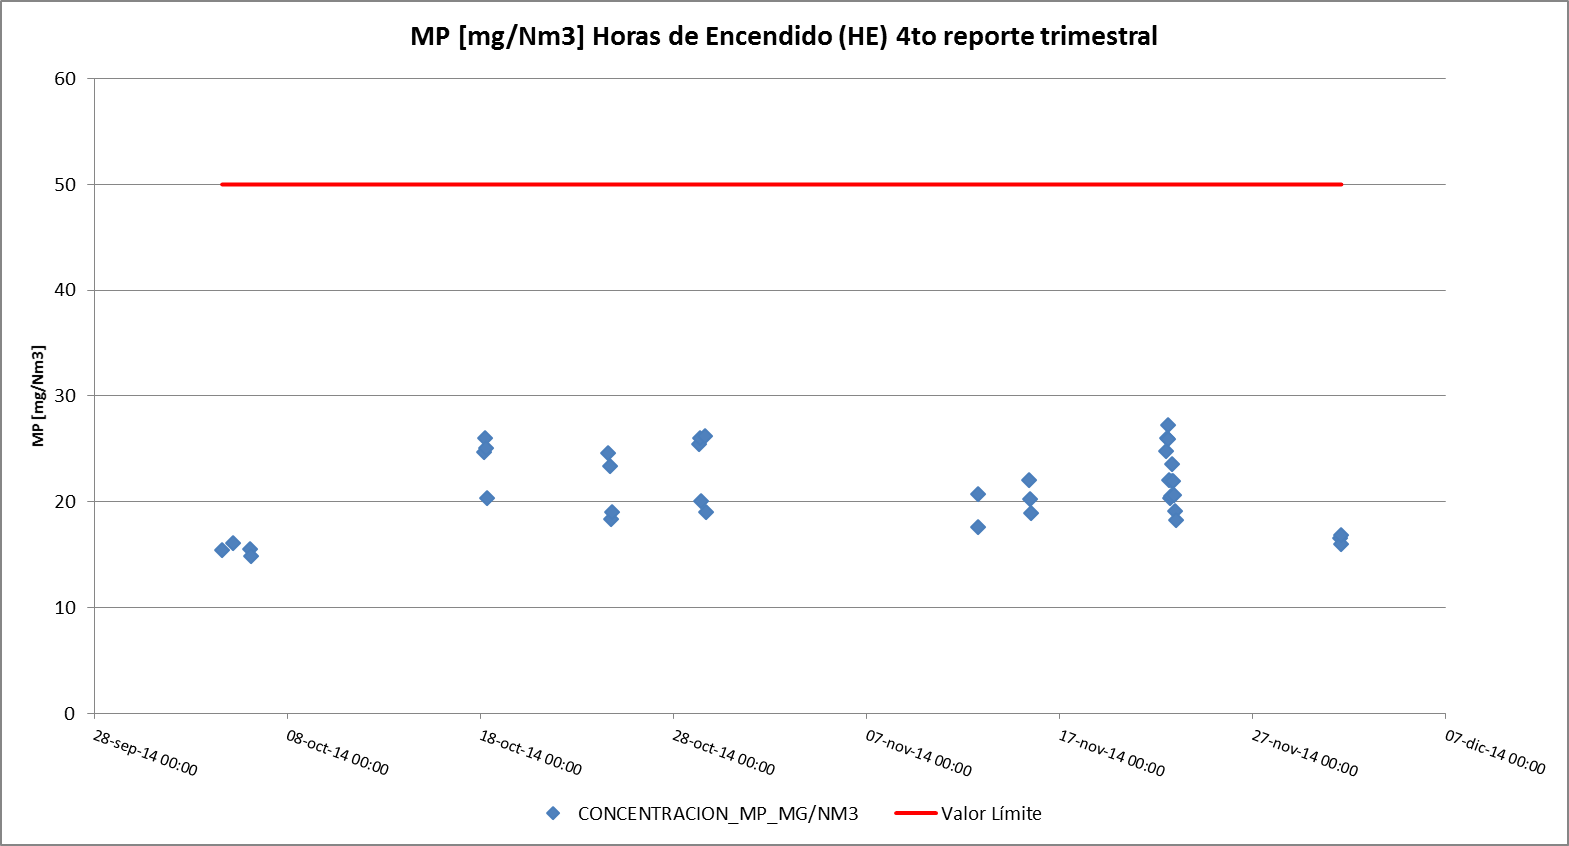 MP [mg/Nm3] Horas de Encendido (HE) 4to reporte trimestral
60
50
40
30
20
10
0
MP [mg/Nm3]
28-sep-14 00:00
08-oct-14 00:00
18-oct-14 00:00
28-oct-14 00:00
07-nov-14 00:00
17-nov-14 00:00
27-nov-14 00:00
07-dic-14 00:00
CONCENTRACION_MP_MG/NM3
Valor Límite